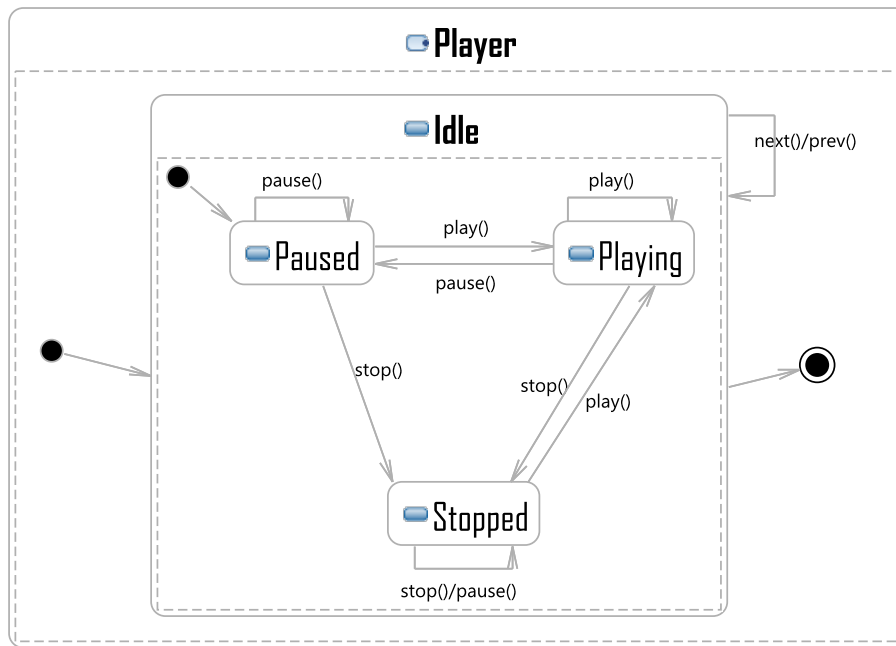 Player
Idle
next()/prev()
pause()
play()
Paused
play()
Playing
pause()
stop()
stop()
play()
Stopped
stop()/pause()